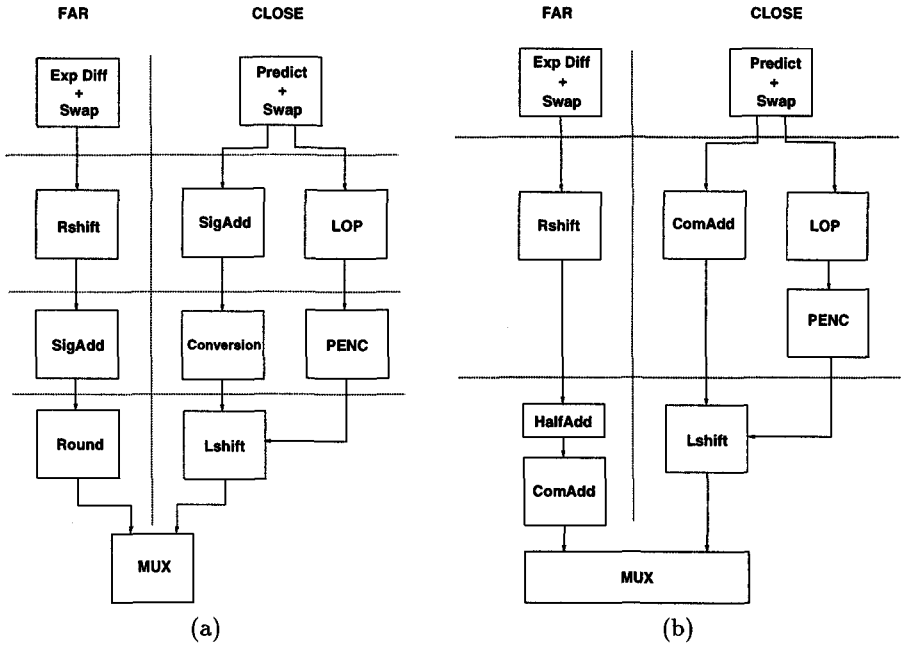 FAR
CLOSE
Exp Diff
+
Swap
Predict
+
Swap
Rshift
SigAdd
LOP
SigAdd
Conversion
PENC
Round
Lshift
MUX
(a)
FAR
CLOSE
Exp Diff
+
Swap
Predict
+
Swap
Rshift
ComAdd
LOP
PENC
HalfAdd
Lshift
ComAdd
MUX
(b)